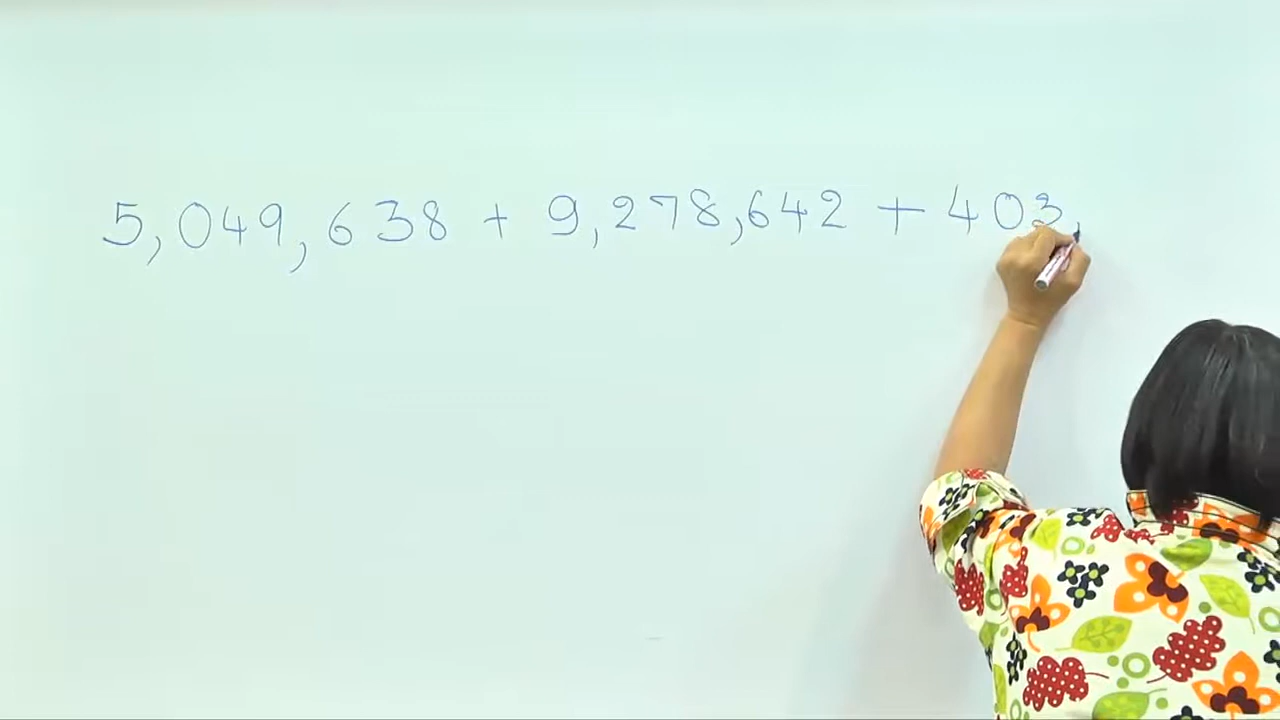 5,049,638 + 9,278,642 + 403,